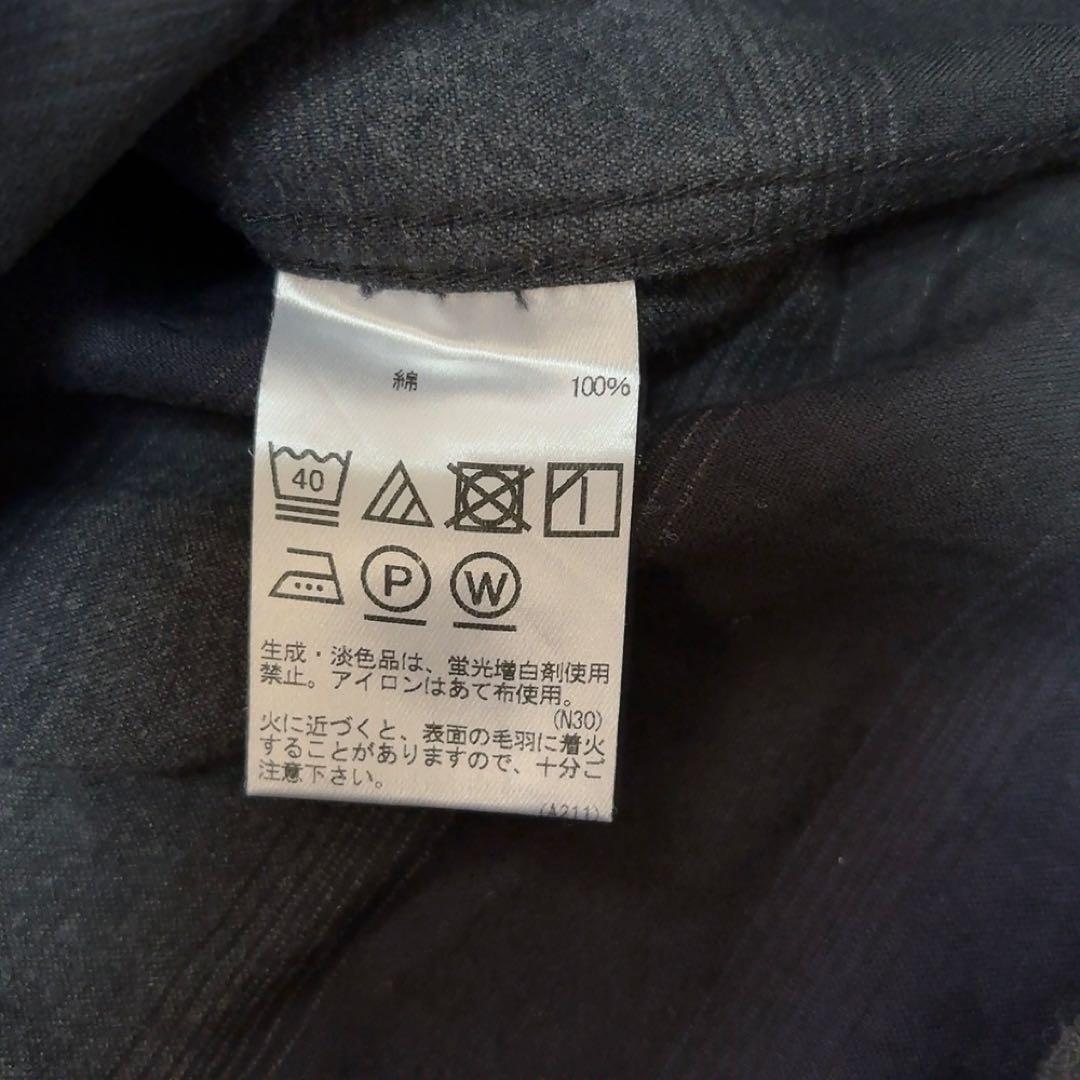 綿 100%
40
P W
生成・淡色品は、蛍光増白剤使用
禁止。アイロンはあて布使用。
(N30)
火に近づくと、表面の毛羽に着火
することがありますので、十分ご
注意下さい。
(A211)